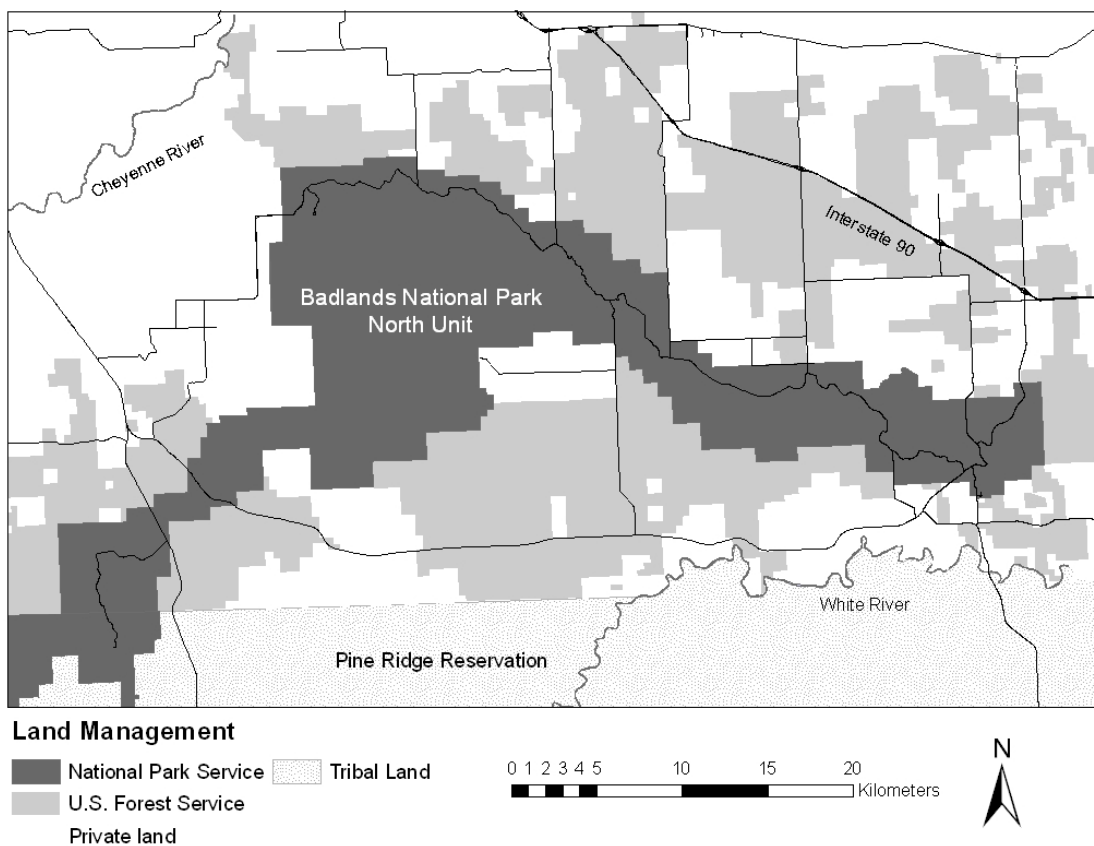 Cheyenne River
Interstate 90
Badlands National Park
North Unit
White River
Pine Ridge Reservation
Land Management
National Park Service
Tribal Land
U.S. Forest Service
Private land
0 1 2 3 4 5 10 15 20
Kilometers
N